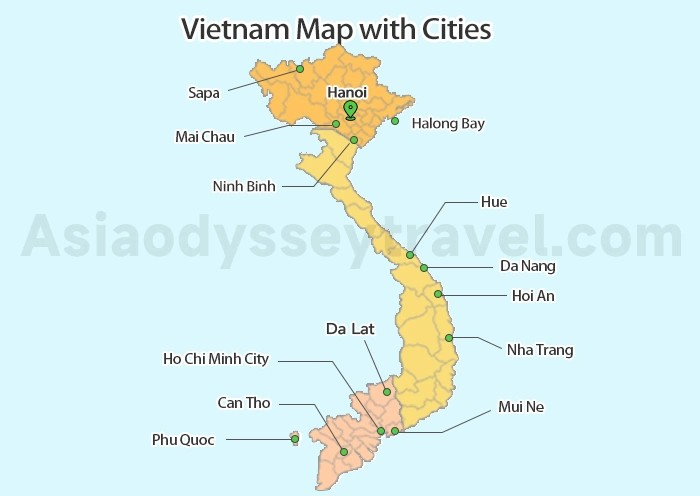 Vietnam Map with Cities
Sapa
Hanoi
Mai Chau
Halong Bay
Ninh Binh
Hue
Asiaodysseytravel.com
Da Nang
Hoi An
Da Lat
Nha Trang
Ho Chi Minh City
Can Tho
Mui Ne
Phu Quoc